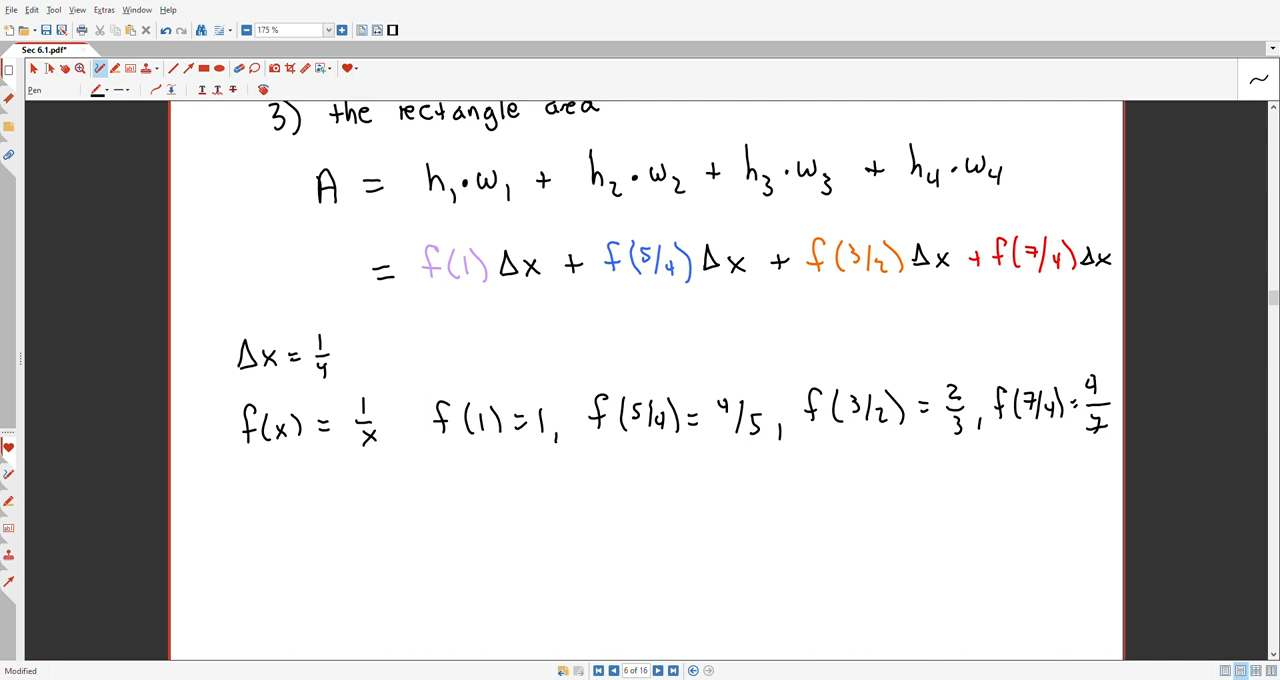 File Edit Tool View Extras Window Help
175 %
Sec 6.1.pdf*
Pen
3) the rectangle area
A = h₁·w₁ + h₂·w₂ + h₃·w₃ + h₄·w₄
= f(1) Δx + f(5/4) Δx + f(3/2) Δx + f(7/4) Δx
Δx = 1/4
f(x) = 1/x f(1) = 1, f(5/4) = 4/5, f(3/2) = 2/3, f(7/4) = 4/7
Modified
6 of 16